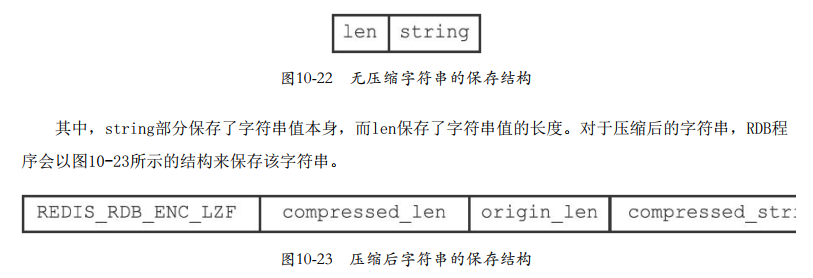 len string
图10-22 无压缩字符串的保存结构
其中，string部分保存了字符串值本身，而len保存了字符串值的长度。对于压缩后的字符串，RDB程
序会以图10-23所示的结构来保存该字符串。
REDIS_RDB_ENC_LZF compressed_len origin_len compressed_stri
图10-23 压缩后字符串的保存结构